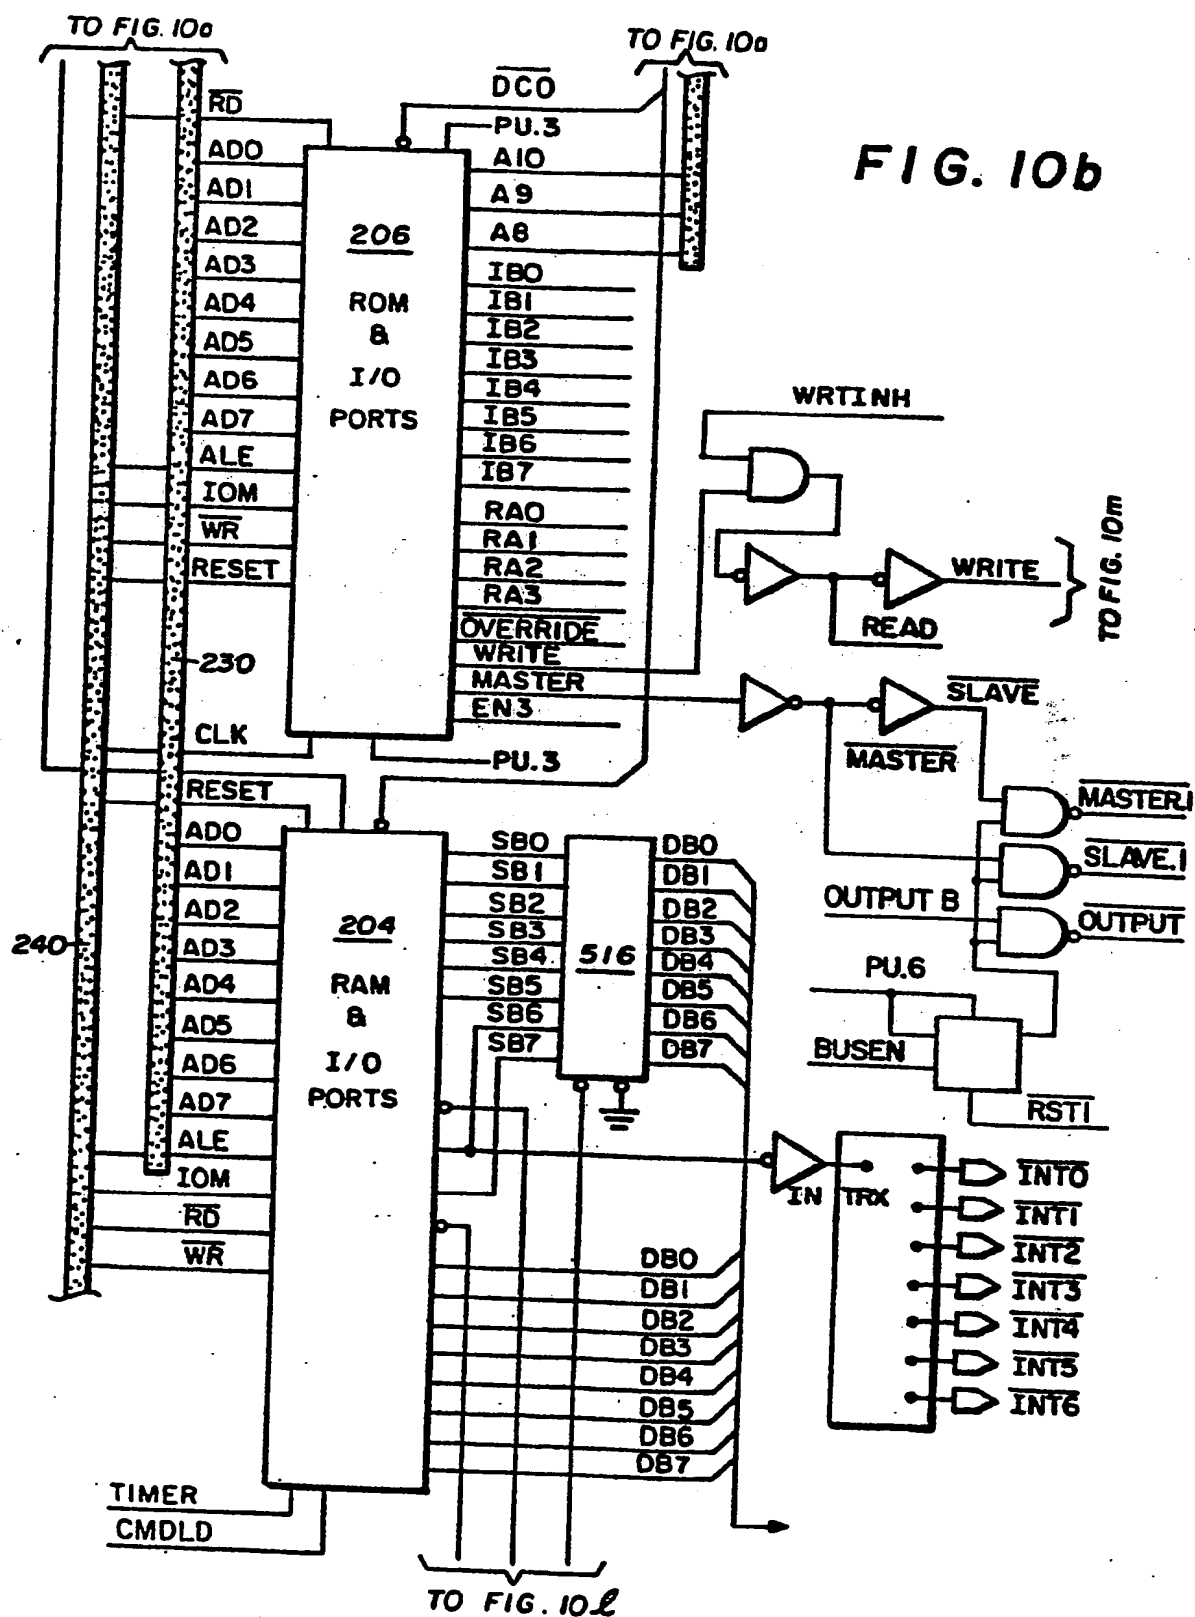 TO FIG. 10a
TO FIG. 10a
FIG. 10b
RD
AD0
AD1
AD2
AD3
AD4
AD5
AD6
AD7
ALE
IOM
WR
RESET
230
CLK
206
ROM
&
I/O
PORTS
DC0
PU.3
A10
A9
A8
IB0
IB1
IB2
IB3
IB4
IB5
IB6
IB7
RA0
RA1
RA2
RA3
OVERRIDE
WRITE
MASTER
EN3
PU.3
WRTINH
WRITE
READ
TO FIG. 10m
SLAVE
MASTER
MASTER.1
SLAVE.1
OUTPUT B
OUTPUT
PU.6
BUSEN
RST1
RESET
AD0
AD1
AD2
AD3
AD4
AD5
AD6
AD7
ALE
IOM
RD
WR
240
204
RAM
&
I/O
PORTS
SB0
SB1
SB2
SB3
SB4
SB5
SB6
SB7
516
DB0
DB1
DB2
DB3
DB4
DB5
DB6
DB7
IN TRX
INT0
INT1
INT2
INT3
INT4
INT5
INT6
DB0
DB1
DB2
DB3
DB4
DB5
DB6
DB7
TIMER
CMDLD
TO FIG. 10l